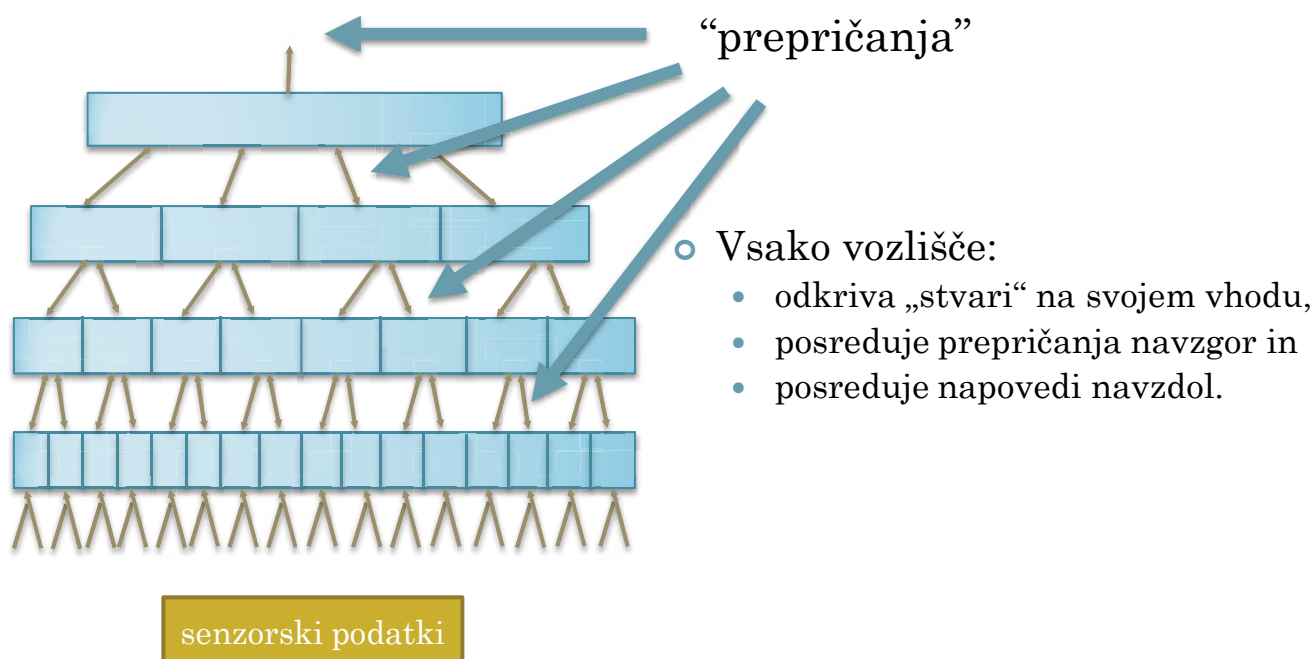 “prepričanja”
Vsako vozlišče:
odkriva „stvari“ na svojem vhodu,
posreduje prepričanja navzgor in
posreduje napovedi navzdol.
senzorski podatki